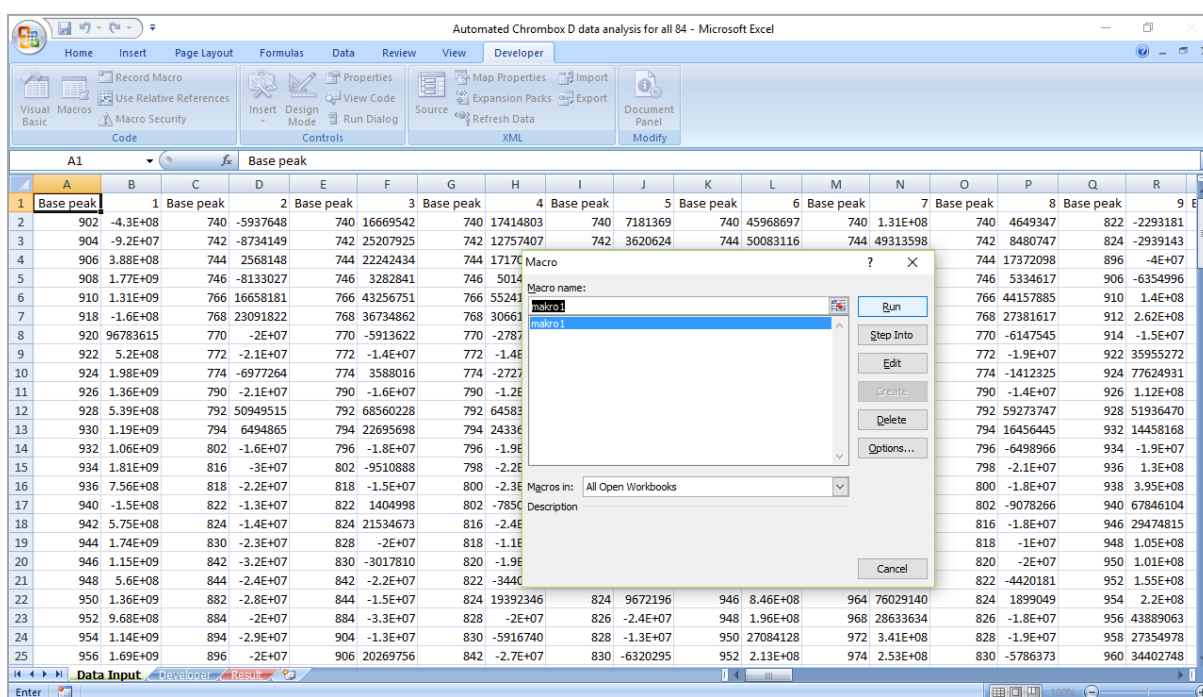 Automated Chrombox D data analysis for all 84 - Microsoft Excel
Home Insert Page Layout Formulas Data Review View Developer
Visual Basic
Macros
Record Macro
Use Relative References
Macro Security
Code
Insert
Design Mode
Properties
View Code
Run Dialog
Controls
Source
Map Properties
Expansion Packs
Refresh Data
Import
Export
XML
Document Panel
Modify
A1 fx Base peak
A B C D E F G H I J K L M N O P Q R
1 Base peak 1 Base peak 2 Base peak 3 Base peak 4 Base peak 5 Base peak 6 Base peak 7 Base peak 8 Base peak 9
2 902 -4.3E+08 740 -5937648 740 16669542 740 17414803 740 7181369 740 45968697 740 1.31E+08 740 4649347 822 -2293181
3 904 -9.2E+07 742 -8734149 742 25207925 742 12757407 742 3620624 744 50083116 744 49313598 742 8480747 824 -2939143
4 906 3.88E+08 744 2568148 744 22242434 744 744 17372098 896 -4E+07
5 908 1.77E+09 746 -8133027 746 3282841 746 746 5334617 906 -6354996
6 910 1.31E+09 766 16658181 766 43256751 766 766 44157885 910 1.4E+08
7 918 -1.6E+08 768 23091822 768 36734862 768 768 27381617 912 2.62E+08
8 920 96783615 770 -2E+07 770 -5913622 770 770 -6147545 914 -1.5E+07
9 922 5.2E+08 772 -2.1E+07 772 -1.4E+07 772 772 -1.9E+07 922 35955272
10 924 1.98E+09 774 -6977264 774 3588016 774 774 -1412325 924 77624931
11 926 1.36E+09 790 -2.1E+07 790 -1.6E+07 790 790 -1.4E+07 926 1.12E+08
12 928 5.39E+08 792 50949515 792 68560228 792 792 59273747 928 51936470
13 930 1.19E+09 794 6494865 794 22695698 794 794 16456445 932 14458168
14 932 1.06E+09 802 -1.6E+07 796 -1.8E+07 796 796 -6498966 934 -1.9E+07
15 934 1.81E+09 816 -3E+07 802 -9510888 798 798 -2.1E+07 936 1.3E+08
16 936 7.56E+08 818 -2.2E+07 818 -1.5E+07 800 800 -1.8E+07 938 3.95E+08
17 940 -1.5E+08 822 -1.3E+07 822 1404998 802 802 -9078266 940 67846104
18 942 5.75E+08 824 -1.4E+07 824 21534673 816 816 -1.8E+07 946 29474815
19 944 1.74E+09 830 -2.3E+07 828 -2E+07 818 818 -1E+07 948 1.05E+08
20 946 1.15E+09 842 -3.2E+07 830 -3017810 820 820 -2E+07 950 1.01E+08
21 948 5.6E+08 844 -2.4E+07 842 -2.2E+07 822 822 -4420181 952 1.55E+08
22 950 1.36E+09 882 -2.8E+07 844 -1.5E+07 824 19392346 824 9672196 946 8.46E+08 964 76029140 824 1899049 954 2.2E+08
23 952 9.68E+08 884 -2E+07 884 -3.3E+07 828 -2E+07 826 -2.4E+07 948 1.96E+08 968 28633634 826 -1.8E+07 956 43889063
24 954 1.14E+09 894 -2.9E+07 904 -1.3E+07 830 -5916740 828 -1.3E+07 950 27084128 972 3.41E+08 828 -1.9E+07 958 27354978
25 956 1.69E+09 896 -2E+07 906 20269756 842 -2.7E+07 830 -6320295 952 2.13E+08 974 2.53E+08 830 -5786373 960 34402748
Macro ?
Macro name:
makro1
makro1
Run
Step Into
Edit
Create
Delete
Options...
Macros in: All Open Workbooks
Description
Cancel
Data Input Developer Result
Enter 100%